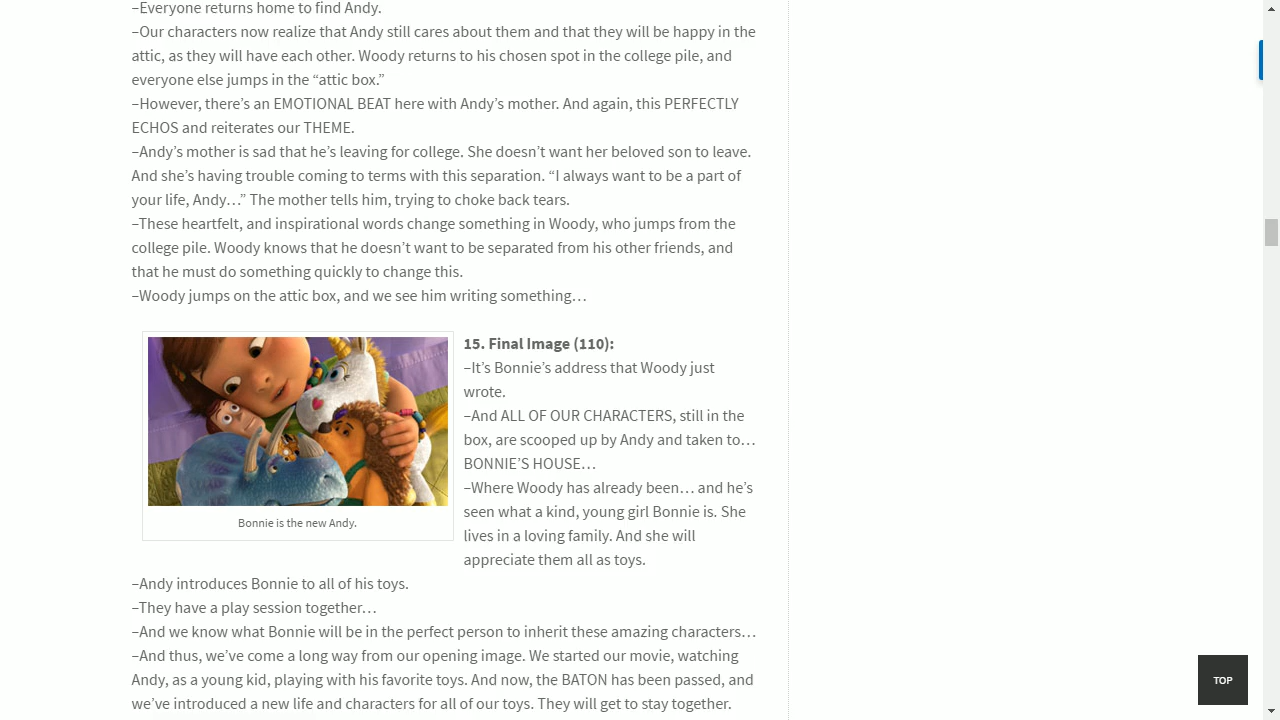 –Everyone returns home to find Andy.
–Our characters now realize that Andy still cares about them and that they will be happy in the
attic, as they will have each other. Woody returns to his chosen spot in the college pile, and
everyone else jumps in the “attic box.”
–However, there’s an EMOTIONAL BEAT here with Andy’s mother. And again, this PERFECTLY
ECHOS and reiterates our THEME.
–Andy’s mother is sad that he’s leaving for college. She doesn’t want her beloved son to leave.
And she’s having trouble coming to terms with this separation. “I always want to be a part of
your life, Andy…” The mother tells him, trying to choke back tears.
–These heartfelt, and inspirational words change something in Woody, who jumps from the
college pile. Woody knows that he doesn’t want to be separated from his other friends, and
that he must do something quickly to change this.
–Woody jumps on the attic box, and we see him writing something…
15. Final Image (110):
–It’s Bonnie’s address that Woody just
wrote.
–And ALL OF OUR CHARACTERS, still in the
box, are scooped up by Andy and taken to…
BONNIE’S HOUSE…
–Where Woody has already been… and he’s
seen what a kind, young girl Bonnie is. She
lives in a loving family. And she will
appreciate them all as toys.
Bonnie is the new Andy.
–Andy introduces Bonnie to all of his toys.
–They have a play session together…
–And we know what Bonnie will be in the perfect person to inherit these amazing characters…
–And thus, we’ve come a long way from our opening image. We started our movie, watching
Andy, as a young kid, playing with his favorite toys. And now, the BATON has been passed, and
we’ve introduced a new life and characters for all of our toys. They will get to stay together.
TOP